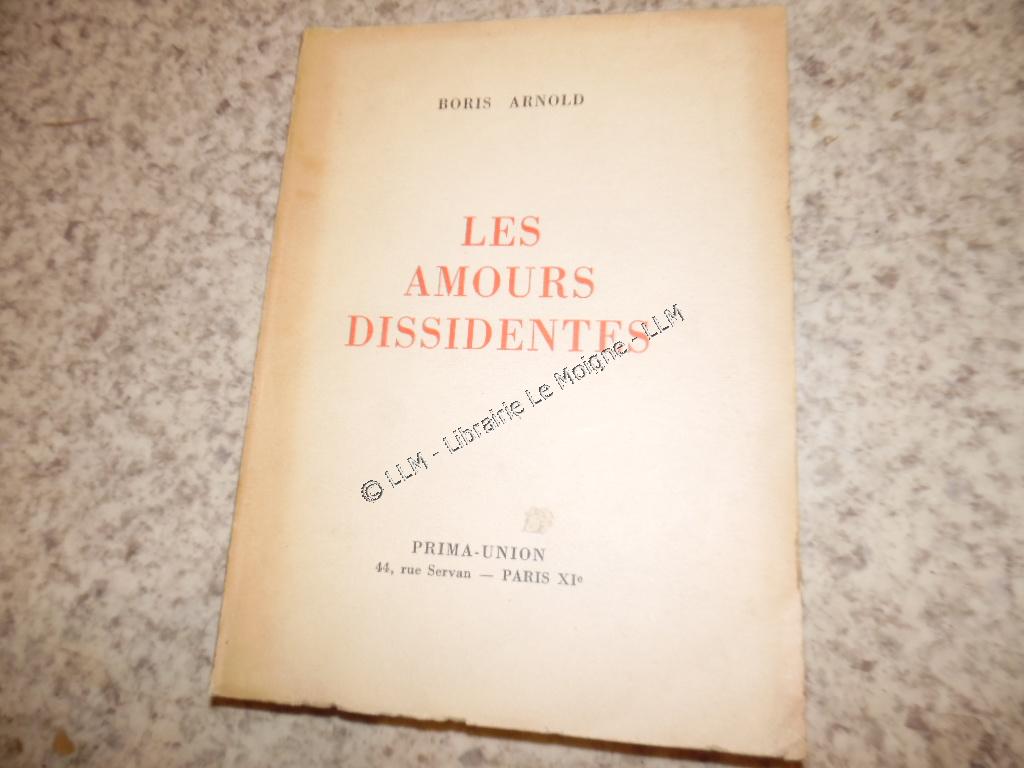 BORIS ARNOLD
LES
AMOURS
DISSIDENTES
© LLM - Librairie Le Moigne - LLM
PRIMA-UNION
44, rue Servan — PARIS XIe